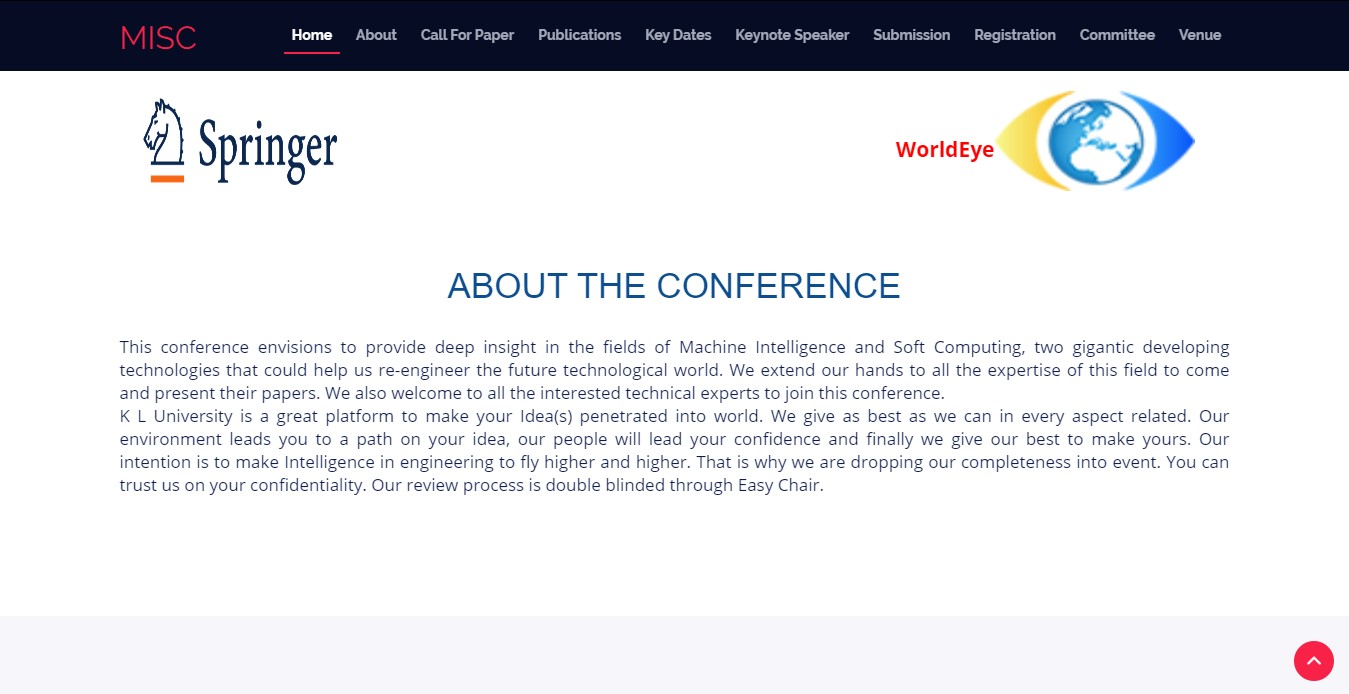 MISC Home About Call For Paper Publications Key Dates Keynote Speaker Submission Registration Committee Venue
Springer
WorldEye
ABOUT THE CONFERENCE
This conference envisions to provide deep insight in the fields of Machine Intelligence and Soft Computing, two gigantic developing
technologies that could help us re-engineer the future technological world. We extend our hands to all the expertise of this field to come
and present their papers. We also welcome to all the interested technical experts to join this conference.
K L University is a great platform to make your Idea(s) penetrated into world. We give as best as we can in every aspect related. Our
environment leads you to a path on your idea, our people will lead your confidence and finally we give our best to make yours. Our
intention is to make Intelligence in engineering to fly higher and higher. That is why we are dropping our completeness into event. You can
trust us on your confidentiality. Our review process is double blinded through Easy Chair.